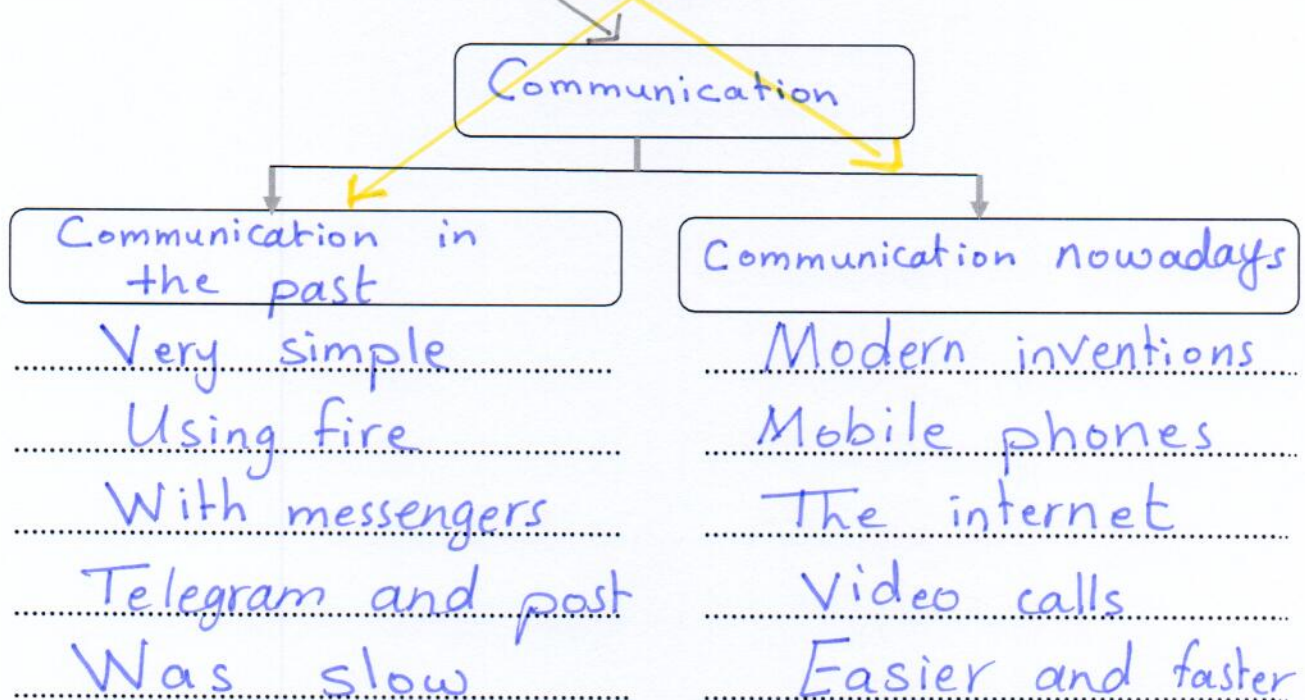 Communication
Communication in
the past
Very simple
Using fire
With messengers
Telegram and post
Was slow
Communication nowadays
Modern inventions
Mobile phones
The internet
Video calls
Easier and faster